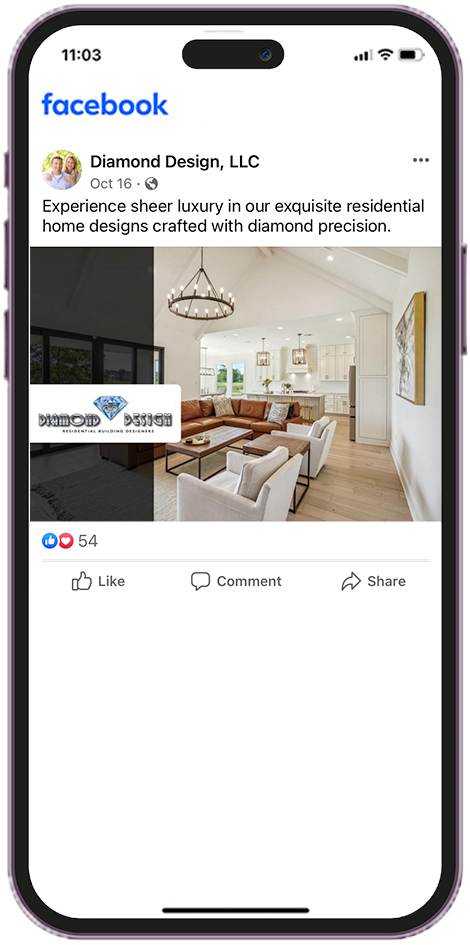 11:03
facebook
Diamond Design, LLC
Oct 16 ·
Experience sheer luxury in our exquisite residential
home designs crafted with diamond precision.
DIAMOND DESIGN
RESIDENTIAL BUILDING DESIGNERS
54
Like Comment Share